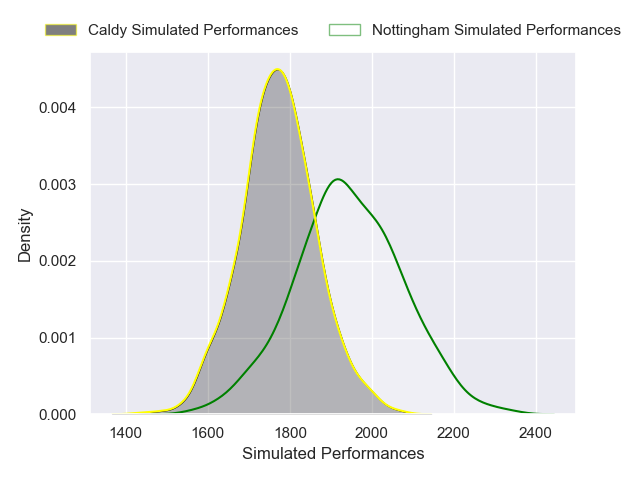 Caldy Simulated Performances
Nottingham Simulated Performances
0.004
0.003
0.002
0.001
0.000
Density
1400 1600 1800 2000 2200 2400
Simulated Performances